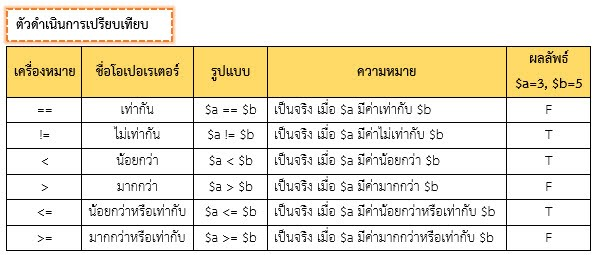 ตัวดำเนินการเปรียบเทียบ
เครื่องหมาย ชื่อโอเปอเรเตอร์ รูปแบบ ความหมาย ผลลัพธ์ $a=3, $b=5
== เท่ากัน $a == $b เป็นจริง เมื่อ $a มีค่าเท่ากับ $b F
!= ไม่เท่ากัน $a != $b เป็นจริง เมื่อ $a มีค่าไม่เท่ากับ $b T
< น้อยกว่า $a < $b เป็นจริง เมื่อ $a มีค่าน้อยกว่า $b T
> มากกว่า $a > $b เป็นจริง เมื่อ $a มีค่ามากกว่า $b F
<= น้อยกว่าหรือเท่ากับ $a <= $b เป็นจริง เมื่อ $a มีค่าน้อยกว่าหรือเท่ากับ $b T
>= มากกว่าหรือเท่ากับ $a >= $b เป็นจริง เมื่อ $a มีค่ามากกว่าหรือเท่ากับ $b F